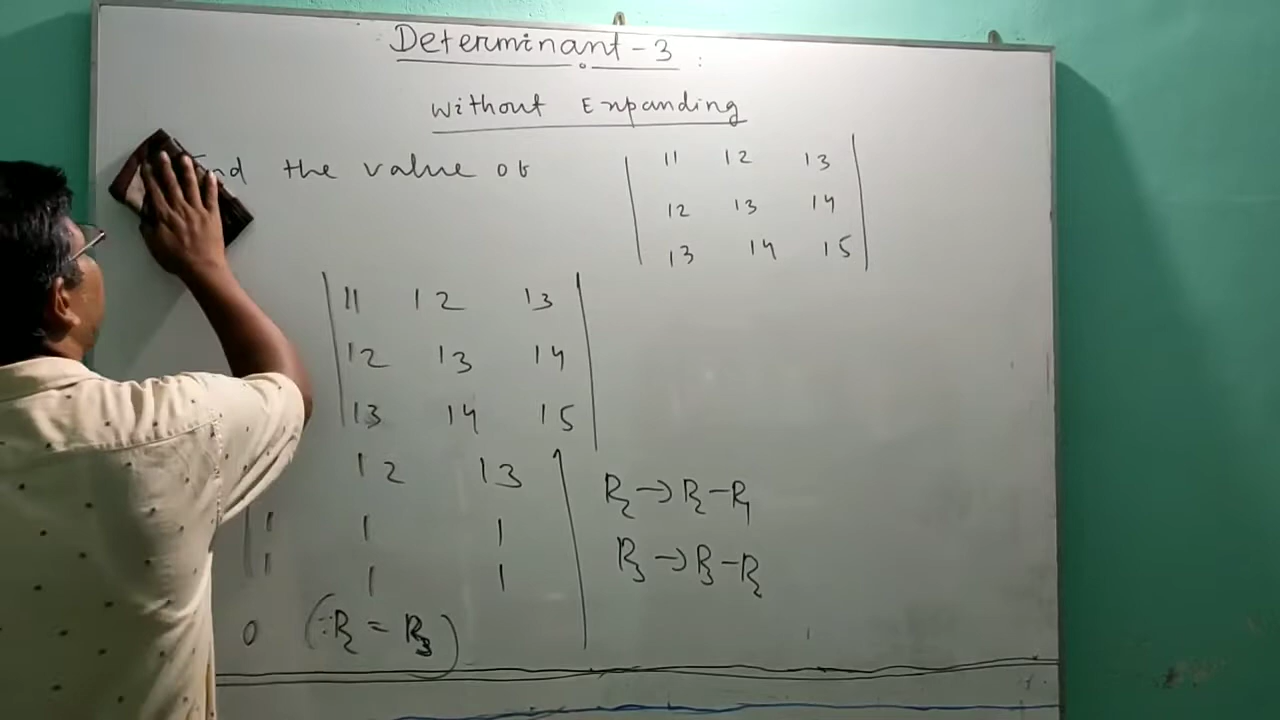 Determinant - 3 :
without Expanding
the value of
11 12 13
12 13 14
13 14 15
11 12 13
12 13 14
13 14 15
12 13
1 1 1
1 1 1
R2 → R2 - R1
R3 → R3 - R2
0 (∵ R2 = R3)